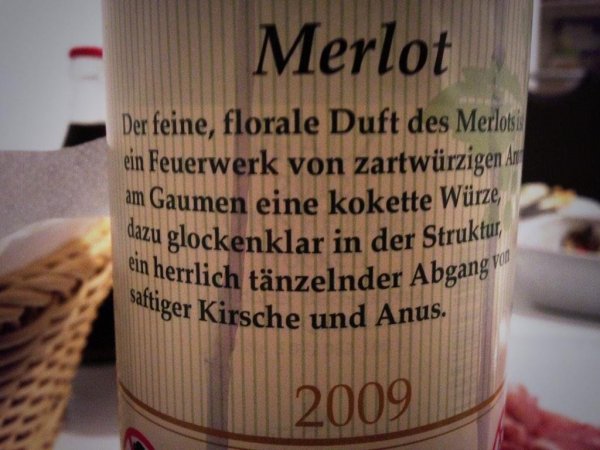 Merlot
Der feine, florale Duft des Merlots
ein Feuerwerk von zartwürzigen
am Gaumen eine kokette Würze,
dazu glockenklar in der Struktur,
ein herrlich tänzelnder Abgang von
saftiger Kirsche und Anus.
2009